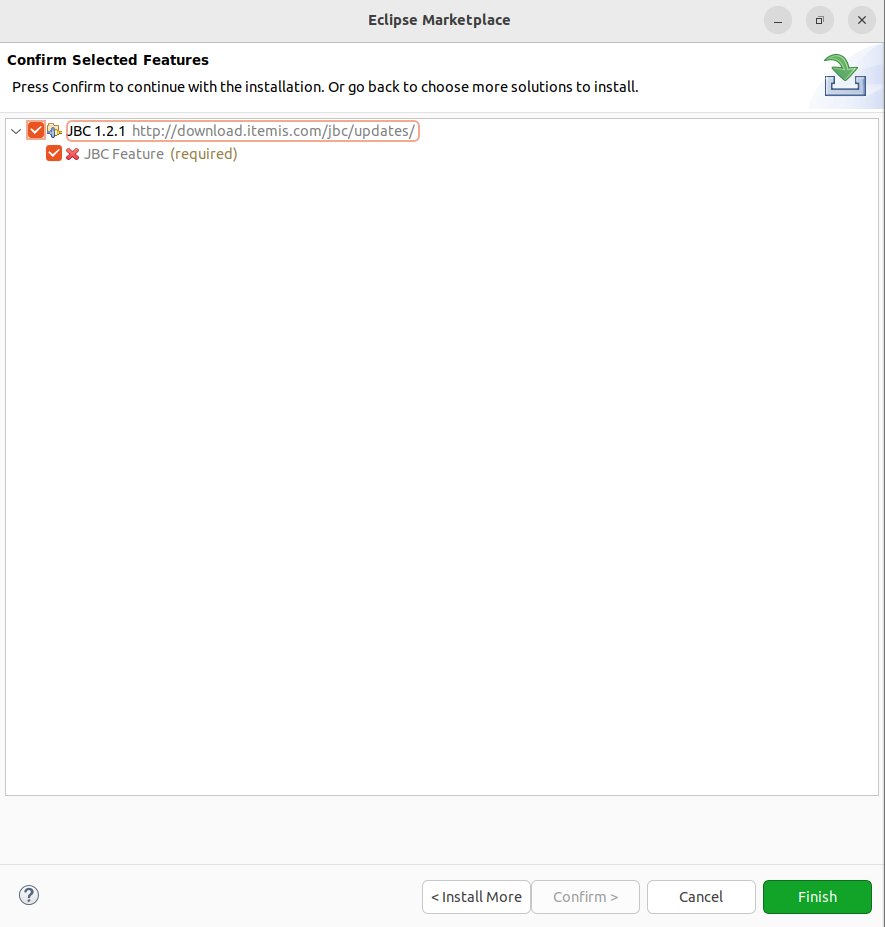 Eclipse Marketplace
Confirm Selected Features
Press Confirm to continue with the installation. Or go back to choose more solutions to install.
JBC 1.2.1 http://download.itemis.com/jbc/updates/
JBC Feature (required)
< Install More Confirm > Cancel Finish